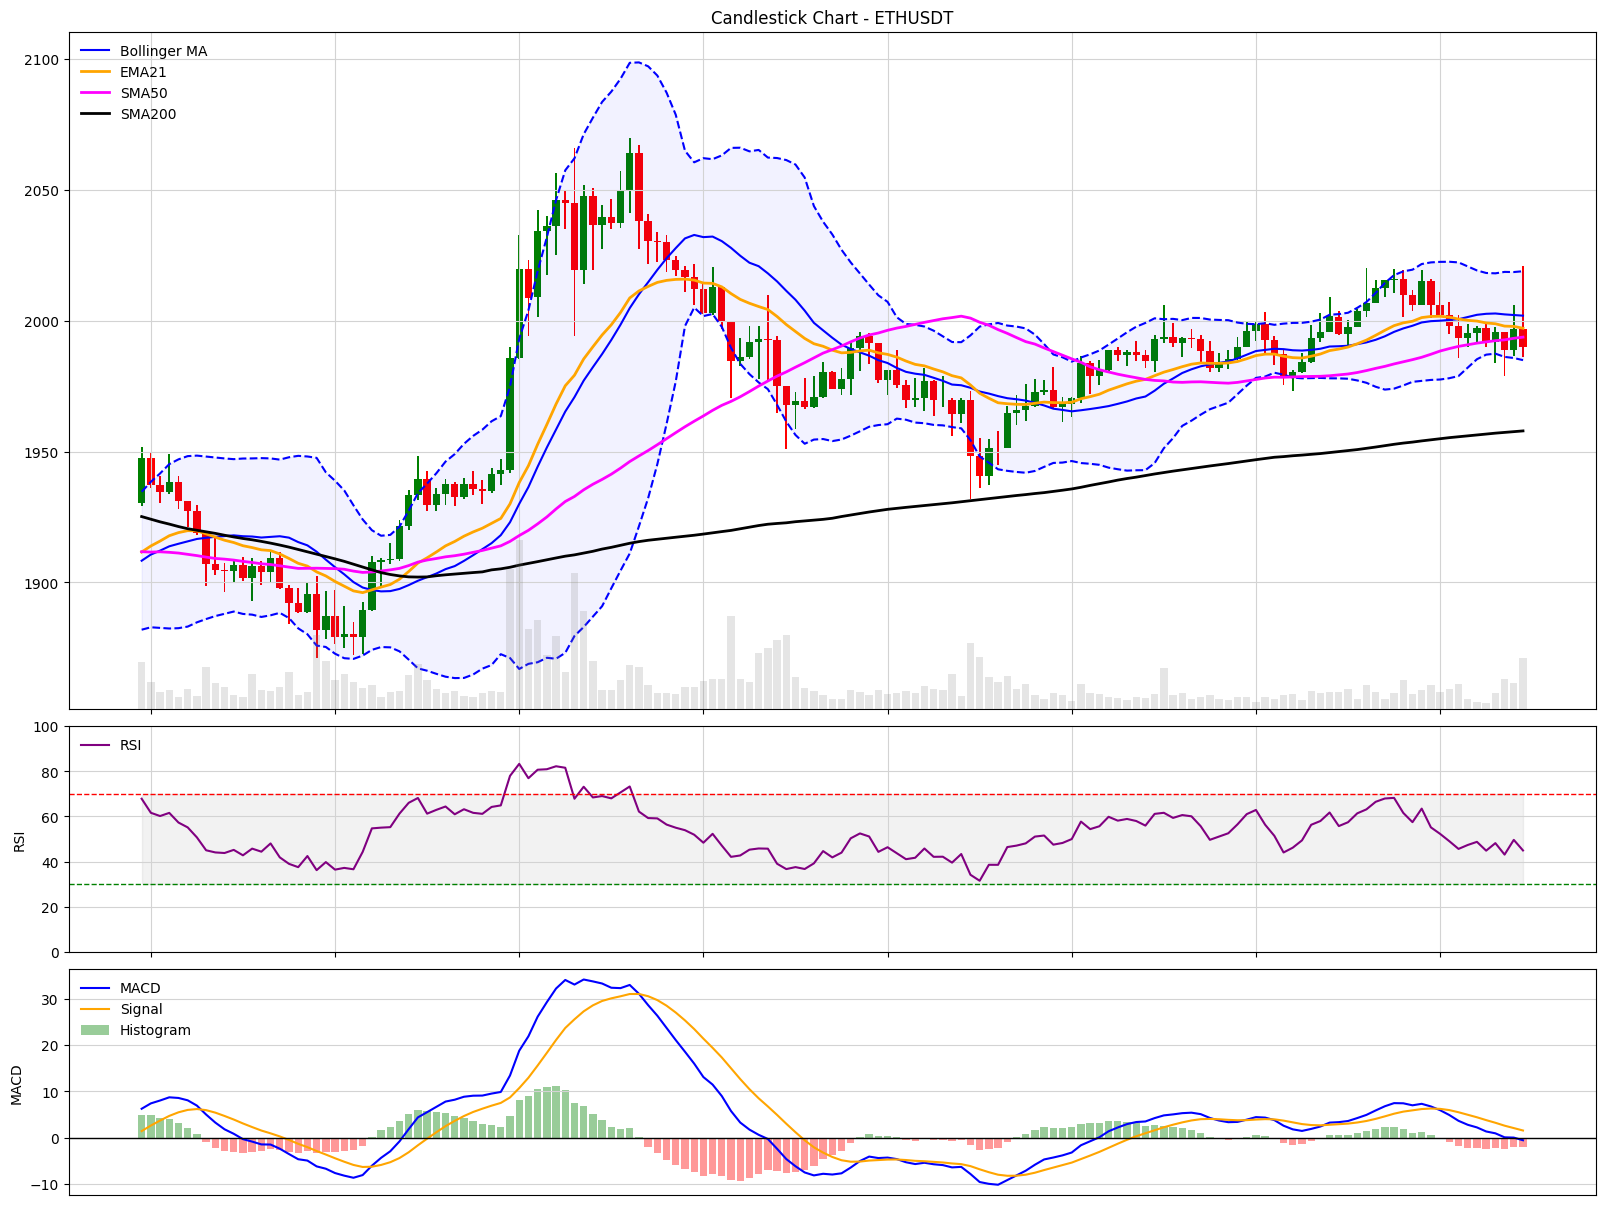 Candlestick Chart - ETHUSDT
Bollinger MA
EMA21
SMA50
SMA200
2100
2050
2000
1950
1900
RSI
100
80
60
40
20
0
RSI
MACD
Signal
Histogram
30
20
10
0
−10
MACD